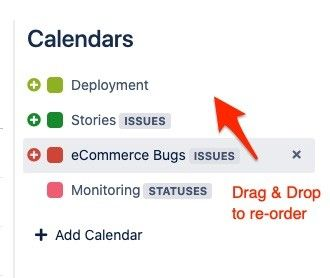 Calendars
Deployment
Stories ISSUES
eCommerce Bugs ISSUES
Monitoring STATUSES
Drag & Drop
to re-order
Add Calendar